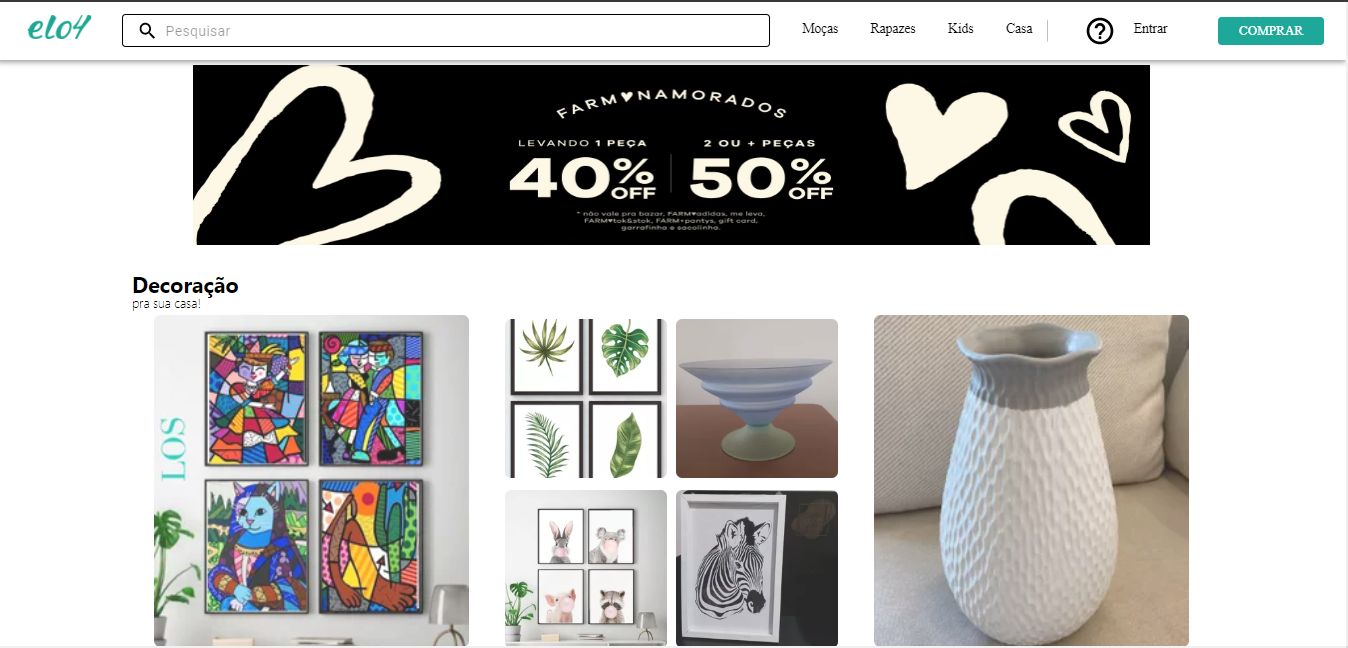 elo4
Pesquisar
Moças
Rapazes
Kids
Casa
Entrar
COMPRAR
FARM♥NAMORADOS
LEVANDO 1 PEÇA
40% OFF
2 OU + PEÇAS
50% OFF
* não vale pra bazar, FARM♥adidas, me leva,
FARM♥tok&stok, FARM+pantys, gift card,
garrafinha e sacolinha.
Decoração
pra sua casa!
LOS